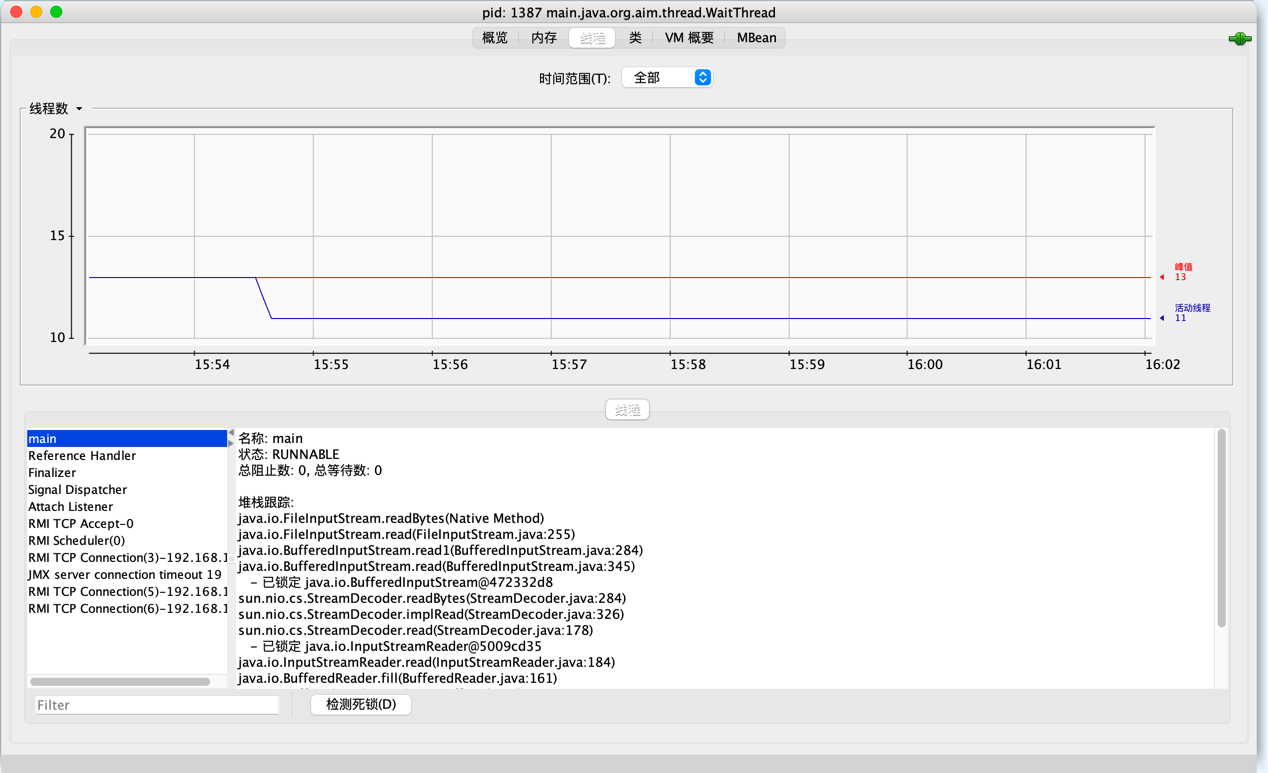 pid: 1387 main.java.org.aim.thread.WaitThread
概览 内存 线程 类 VM 概要 MBean
时间范围(T): 全部
线程数
20
15
10
峰值
13
活动线程
11
15:54 15:55 15:56 15:57 15:58 15:59 16:00 16:01 16:02
线程
main
Reference Handler
Finalizer
Signal Dispatcher
Attach Listener
RMI TCP Accept-0
RMI Scheduler(0)
RMI TCP Connection(3)-192.168.1
JMX server connection timeout 19
RMI TCP Connection(5)-192.168.1
RMI TCP Connection(6)-192.168.1
名称: main
状态: RUNNABLE
总阻止数: 0, 总等待数: 0
堆栈跟踪:
java.io.FileInputStream.readBytes(Native Method)
java.io.FileInputStream.read(FileInputStream.java:255)
java.io.BufferedInputStream.read1(BufferedInputStream.java:284)
java.io.BufferedInputStream.read(BufferedInputStream.java:345)
- 已锁定 java.io.BufferedInputStream@472332d8
sun.nio.cs.StreamDecoder.readBytes(StreamDecoder.java:284)
sun.nio.cs.StreamDecoder.implRead(StreamDecoder.java:326)
sun.nio.cs.StreamDecoder.read(StreamDecoder.java:178)
- 已锁定 java.io.InputStreamReader@5009cd35
java.io.InputStreamReader.read(InputStreamReader.java:184)
java.io.BufferedReader.fill(BufferedReader.java:161)
Filter
检测死锁(D)